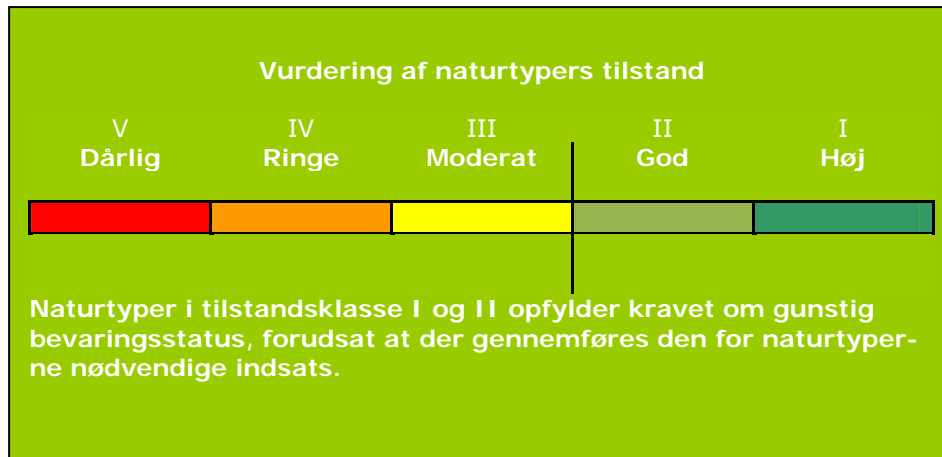 Vurdering af naturtypers tilstand
V IV III II I
Dårlig Ringe Moderat God Høj
Naturtyper i tilstandsklasse I og II opfylder kravet om gunstig
bevaringsstatus, forudsat at der gennemføres den for naturtyper-
ne nødvendige indsats.